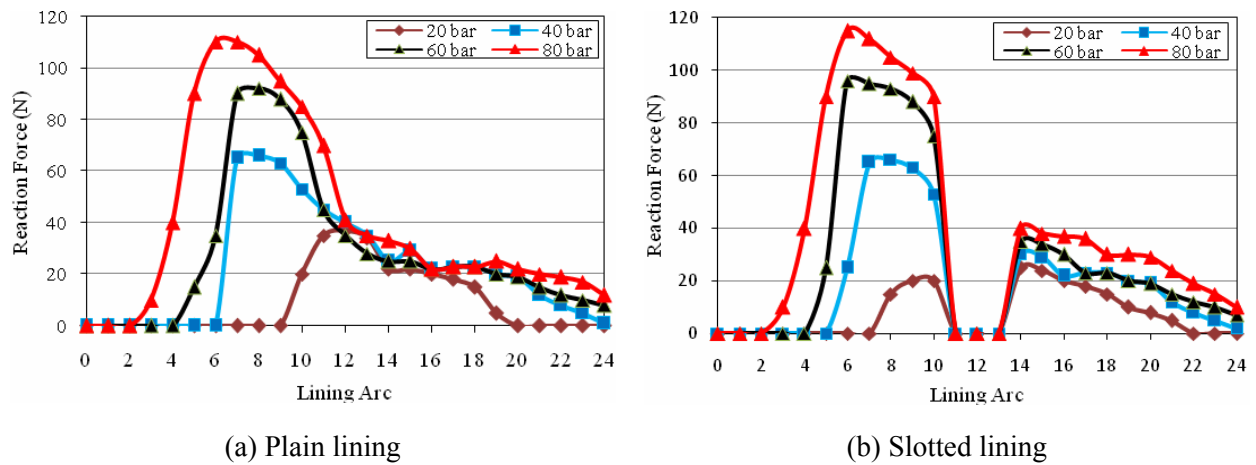 120
100
80
60
40
20
0
Reaction Force (N)
20 bar 40 bar
60 bar 80 bar
0 2 4 6 8 10 12 14 16 18 20 22 24
Lining Arc
(a) Plain lining
120
100
80
60
40
20
0
Reaction Force (N)
20 bar 40 bar
60 bar 80 bar
0 2 4 6 8 10 12 14 16 18 20 22 24
Lining Arc
(b) Slotted lining